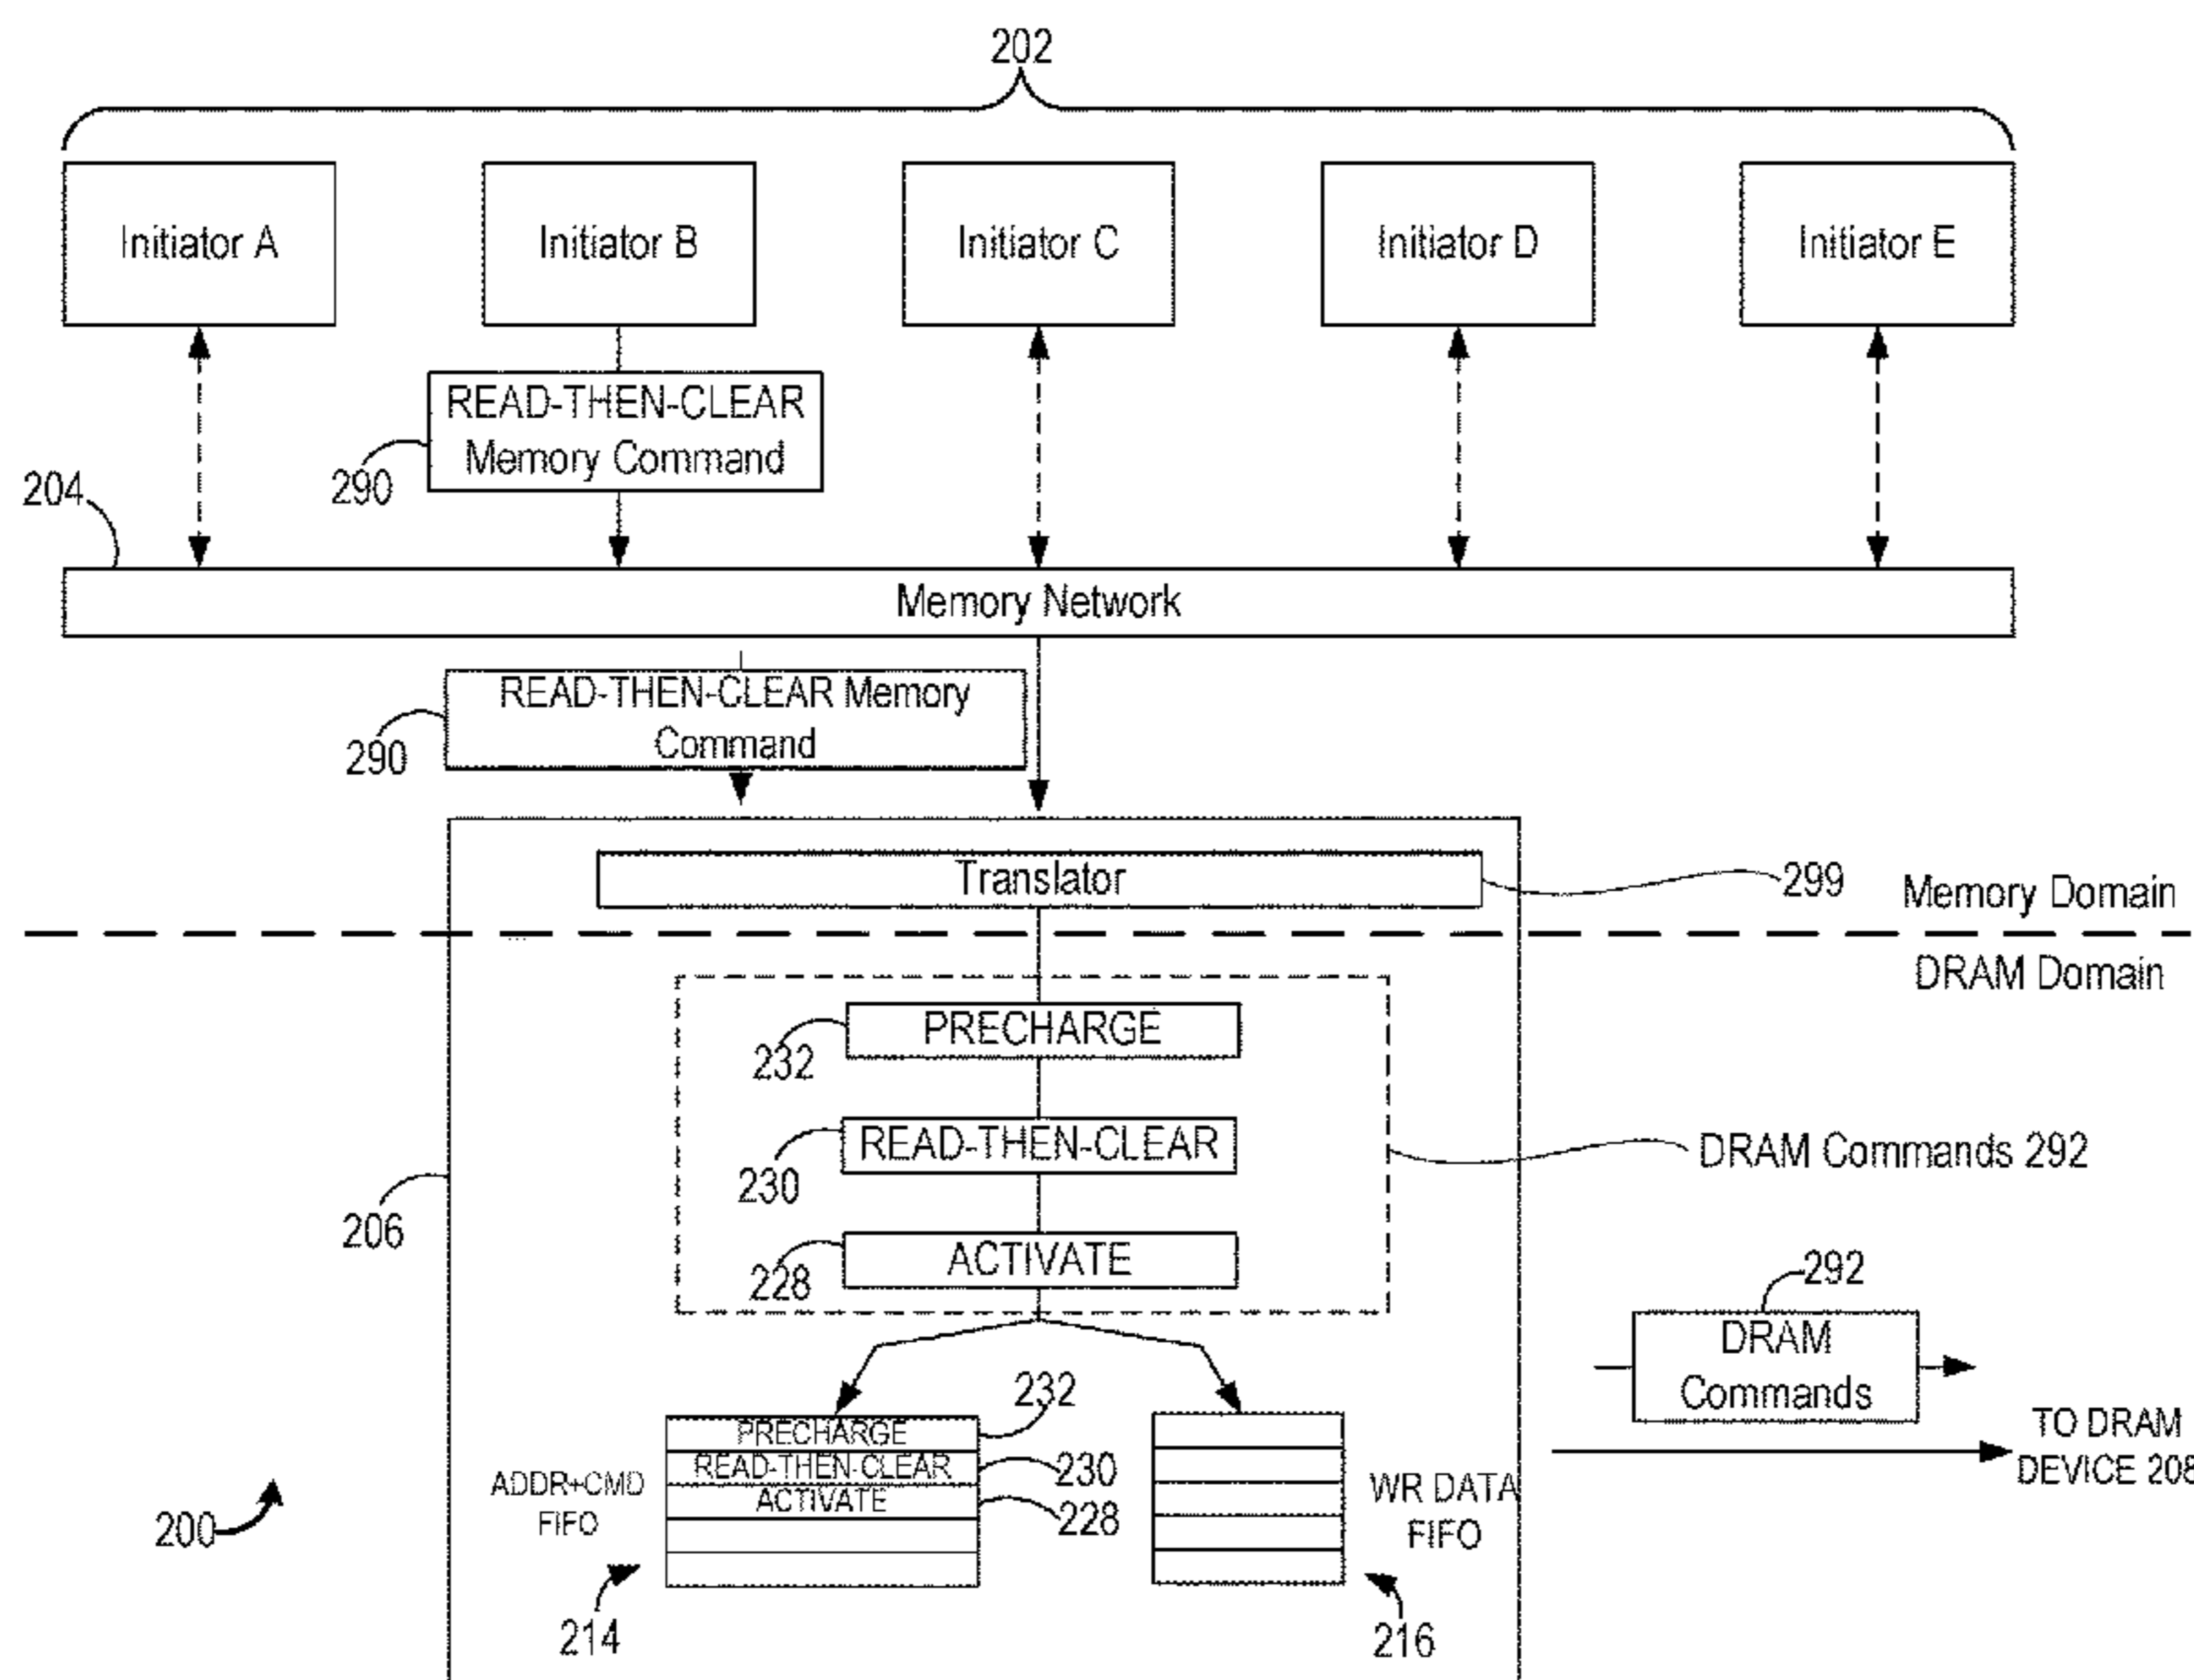 202
Initiator A
Initiator B
Initiator C
Initiator D
Initiator E
READ-THEN-CLEAR
Memory Command
290
204
Memory Network
READ-THEN-CLEAR Memory
Command
290
Translator
299
Memory Domain
DRAM Domain
PRECHARGE
232
READ-THEN-CLEAR
230
DRAM Commands 292
206
ACTIVATE
228
292
DRAM
Commands
232
PRECHARGE
READ-THEN-CLEAR
230
ACTIVATE
228
ADDR+CMD
FIFO
WR DATA
FIFO
TO DRAM
DEVICE 208
200
214
216